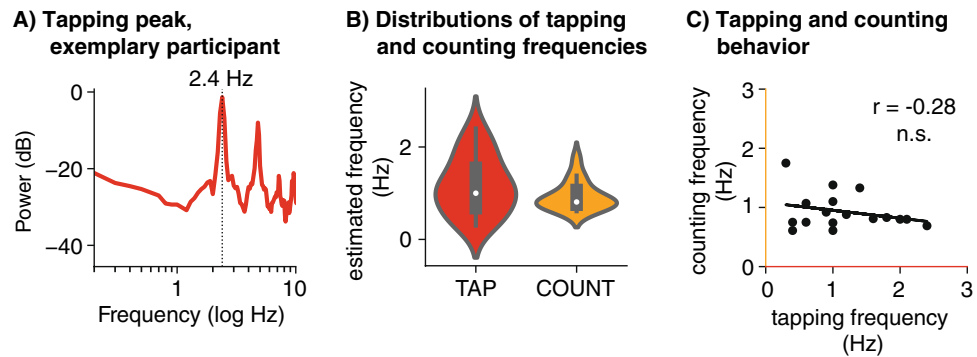 A) Tapping peak,
exemplary participant
2.4 Hz
0
−20
−40
Power (dB)
1
10
Frequency (log Hz)
B) Distributions of tapping
and counting frequencies
estimated frequency
(Hz)
2
0
TAP
COUNT
C) Tapping and counting
behavior
r = -0.28
n.s.
counting frequency
(Hz)
3
2
1
0
0
1
2
3
tapping frequency
(Hz)